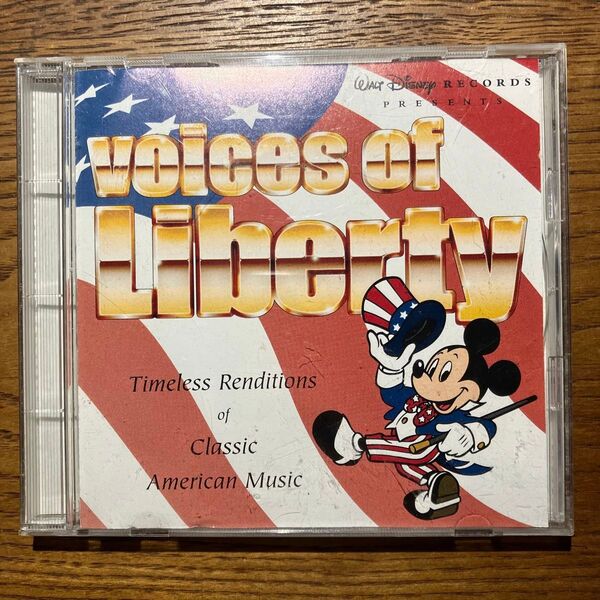 WALT DISNEY RECORDS
PRESENTS
voices of
Liberty
Timeless Renditions
of
Classic
American Music